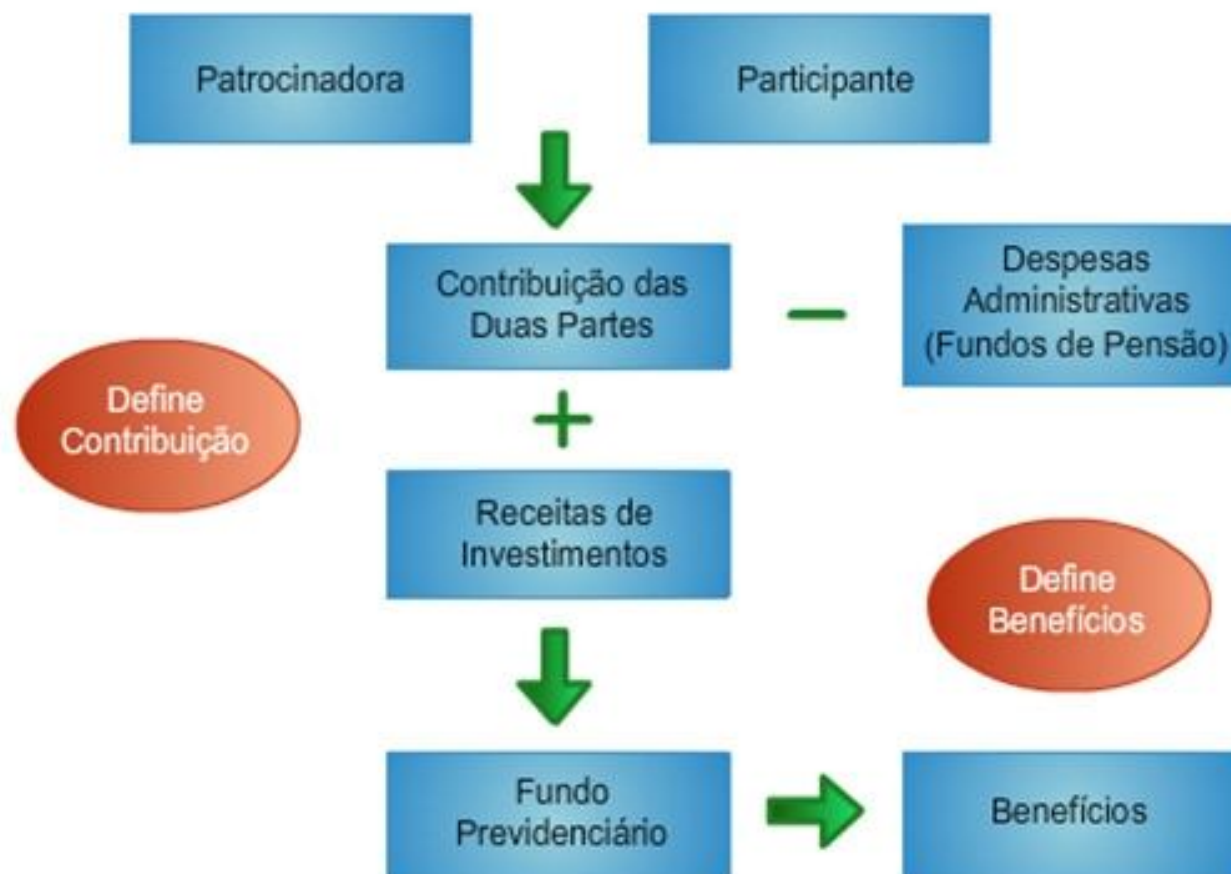 Patrocinadora
Participante
Contribuição das
Duas Partes
—
Despesas
Administrativas
(Fundos de Pensão)
Define
Contribuição
+
Receitas de
Investimentos
Define
Benefícios
Fundo
Previdenciário
Benefícios